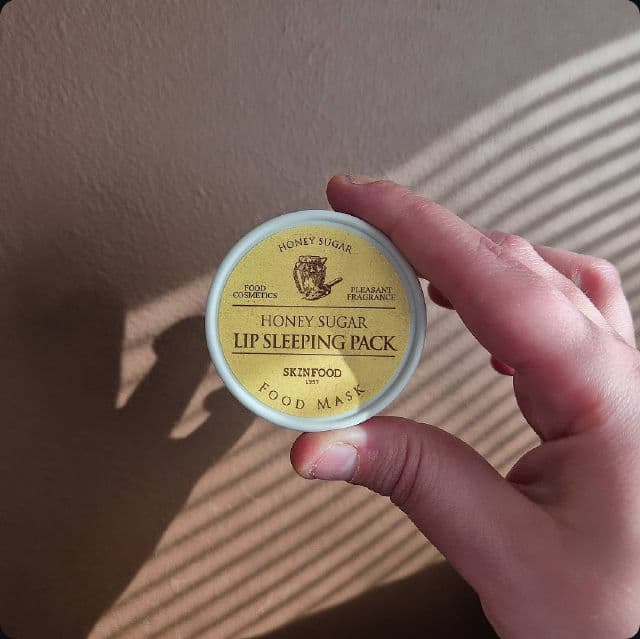 HONEY SUGAR
FOOD
COSMETICS
PLEASANT
FRAGRANCE
HONEY SUGAR
LIP SLEEPING PACK
SKINFOOD
1957
FOOD MASK